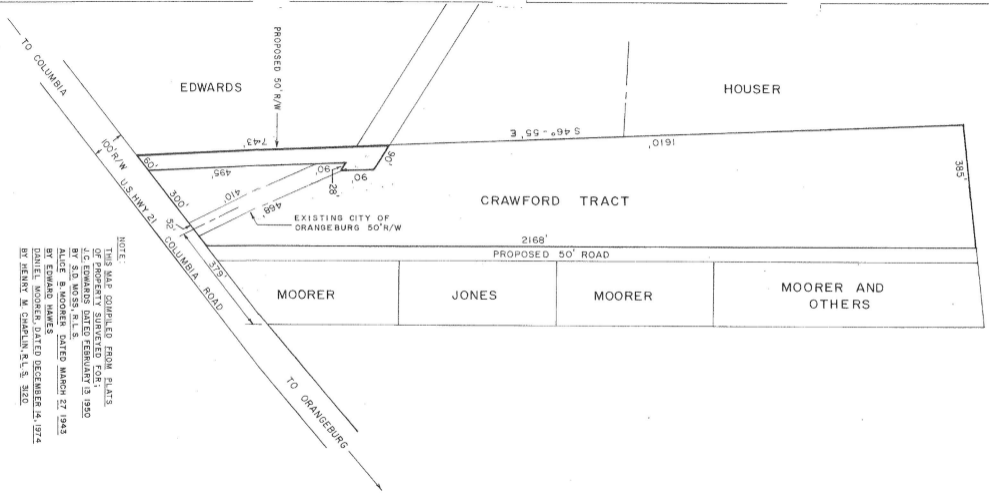 TO COLUMBIA
EDWARDS
PROPOSED 50' R/W
HOUSER
S 46° - 55' E
743'
1610'
90'
385'
100' R/W
60'
495'
90'
90'
28'
410'
468'
CRAWFORD TRACT
300'
EXISTING CITY OF
ORANGEBURG 50' R/W
U.S. HWY 21
52'
COLUMBIA ROAD
379'
2168'
PROPOSED 50' ROAD
MOORER
JONES
MOORER
MOORER AND
OTHERS
TO ORANGEBURG
NOTE:
THIS MAP COMPILED FROM PLATS
OF PROPERTY SURVEYED FOR;
J.C. EDWARDS DATED FEBRUARY 13 1950
BY S.D. MOSS, R.L.S.
ALICE B. MOORER DATED MARCH 27 1943
BY EDWARD HAWES
DANIEL MOORER, DATED DECEMBER 14, 1974
BY HENRY M. CHAPLIN, R.L.S. 3120